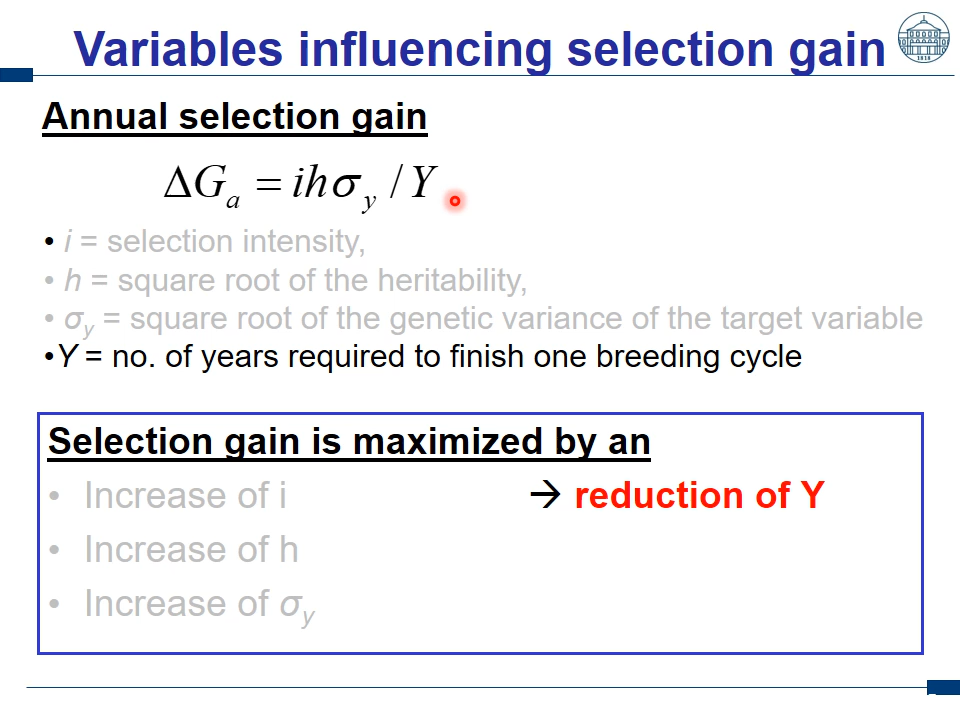 Variables influencing selection gain
1818
Annual selection gain
ΔGₐ = ihσ_y / Y
• i = selection intensity,
• h = square root of the heritability,
• σ_y = square root of the genetic variance of the target variable
•Y = no. of years required to finish one breeding cycle
Selection gain is maximized by an
• Increase of i → reduction of Y
• Increase of h
• Increase of σ_y